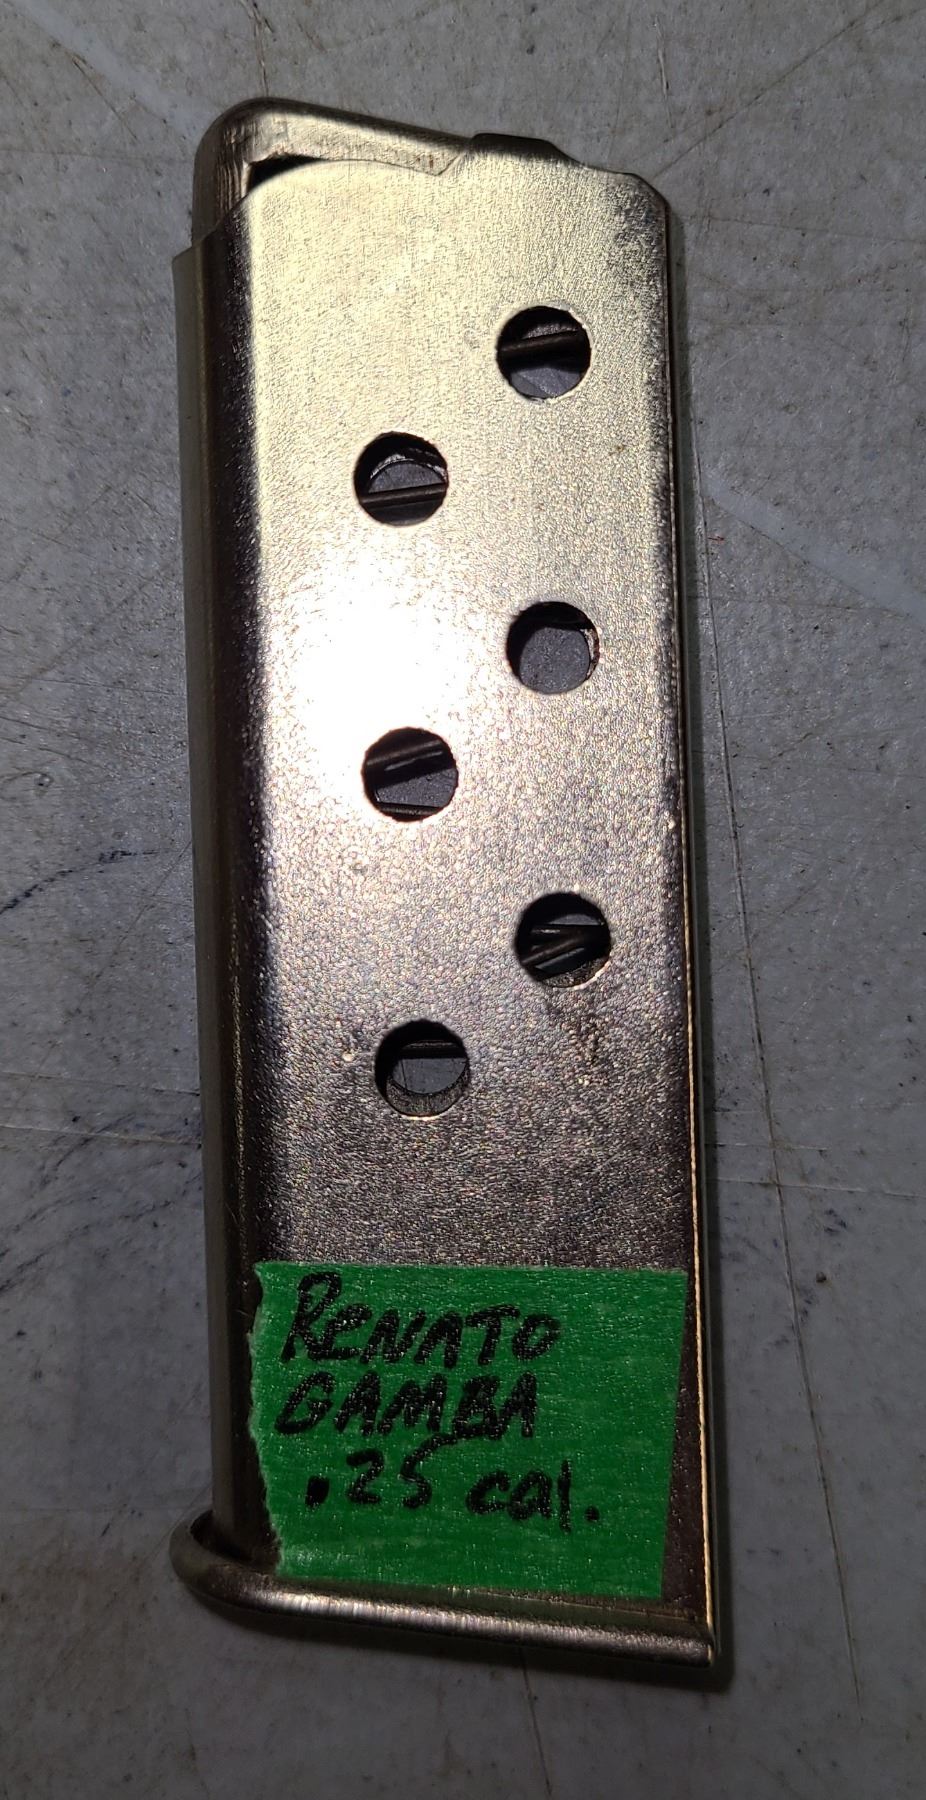 RENATO
GAMBA
.25 cal.